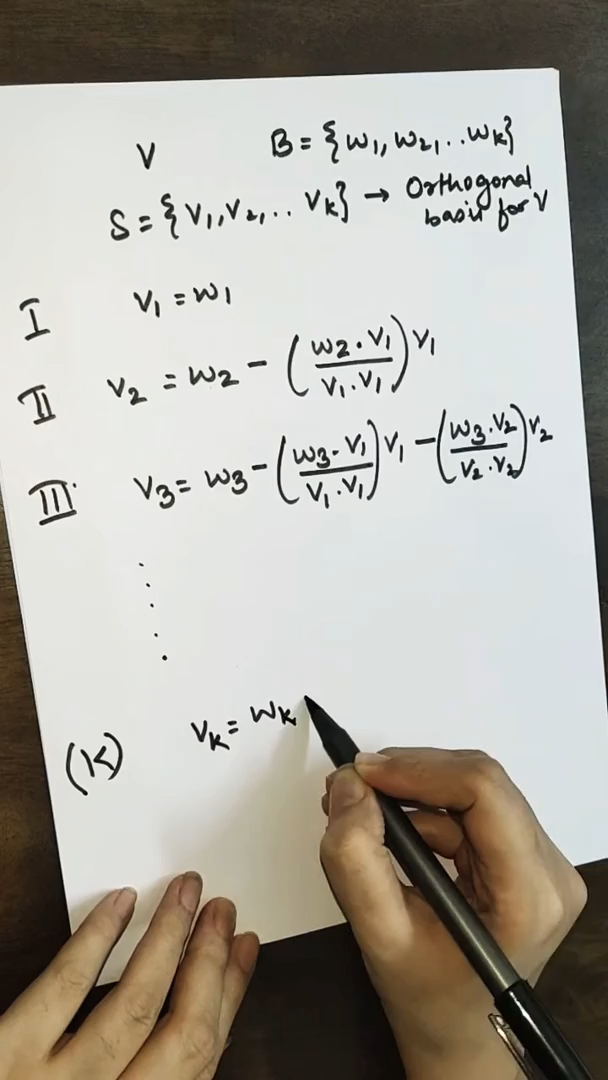 V B = {w1, w2, .. wk}
S = {v1, v2, .. vk} → Orthogonal basis for V
I v1 = w1
II v2 = w2 - (w2 . v1 / v1 . v1) v1
III v3 = w3 - (w3 . v1 / v1 . v1) v1 - (w3 . v2 / v2 . v2) v2
.....
(K) vk = wk